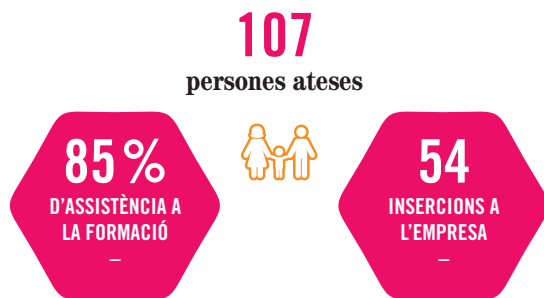 107
persones ateses
85 %
D'ASSISTÈNCIA A
LA FORMACIÓ
–
54
INSERCIONS A
L'EMPRESA
–